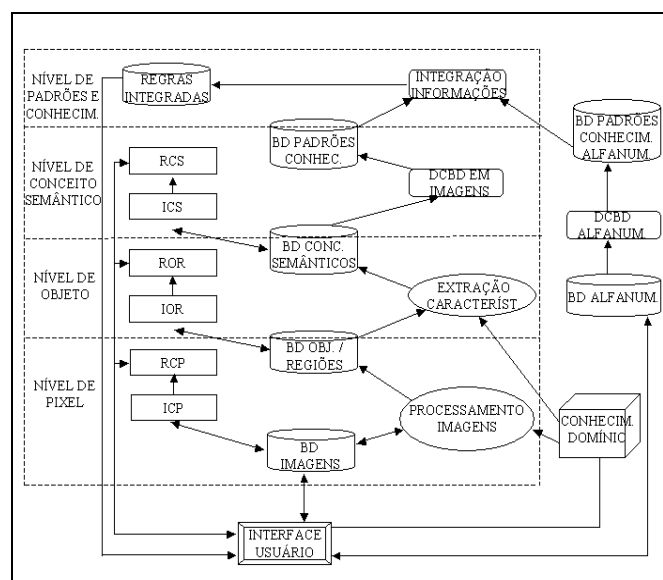 NÍVEL DE
PADRÕES E
CONHECIM.
REGRAS
INTEGRADAS
INTEGRAÇÃO
INFORMAÇÕES
BD PADRÕES
CONHECIM.
ALFANUM.
BD PADRÕES
CONHEC.
NÍVEL DE
CONCEITO
SEMÂNTICO
RCS
ICS
DCBD EM
IMAGENS
DCBD
ALFANUM.
BD CONC.
SEMÂNTICOS
NÍVEL DE
OBJETO
ROR
IOR
EXTRAÇÃO
CARACTERÍST
BD ALFANUM.
BD OBJ. /
REGIÕES
NÍVEL DE
PIXEL
RCP
ICP
PROCESSAMENTO
IMAGENS
CONHECIM.
DOMÍNIO
BD
IMAGENS
INTERFACE
USUÁRIO